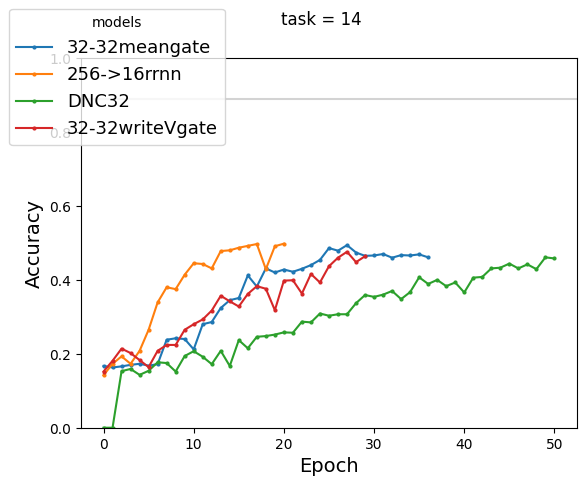 task = 14
models
32-32meangate
256->16rrnn
DNC32
32-32writeVgate
1.0
0.8
0.6
0.4
0.2
0.0
Accuracy
0 10 20 30 40 50
Epoch